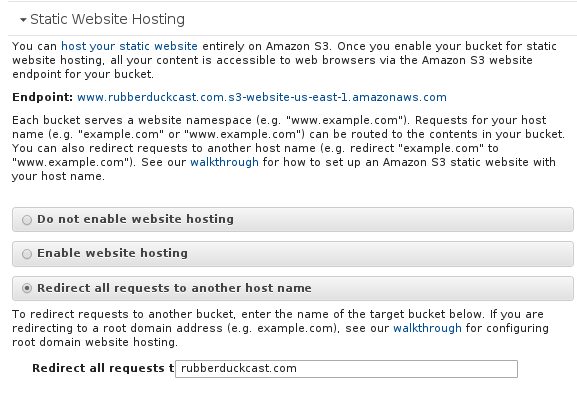 Static Website Hosting
You can host your static website entirely on Amazon S3. Once you enable your bucket for static
website hosting, all your content is accessible to web browsers via the Amazon S3 website
endpoint for your bucket.
Endpoint: www.rubberduckcast.com.s3-website-us-east-1.amazonaws.com
Each bucket serves a website namespace (e.g. "www.example.com"). Requests for your host
name (e.g. "example.com" or "www.example.com") can be routed to the contents in your bucket.
You can also redirect requests to another host name (e.g. redirect "example.com" to
"www.example.com"). See our walkthrough for how to set up an Amazon S3 static website with
your host name.
Do not enable website hosting
Enable website hosting
Redirect all requests to another host name
To redirect requests to another bucket, enter the name of the target bucket below. If you are
redirecting to a root domain address (e.g. example.com), see our walkthrough for configuring
root domain website hosting.
Redirect all requests t rubberduckcast.com